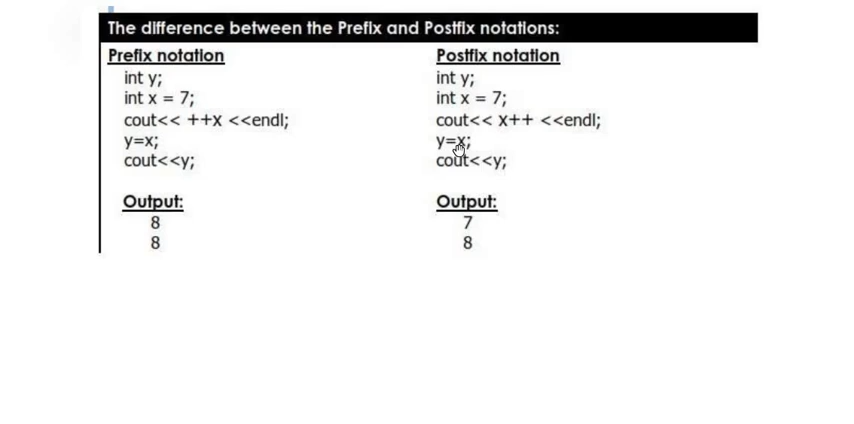 The difference between the Prefix and Postfix notations:
Prefix notation
int y;
int x = 7;
cout<< ++x <<endl;
y=x;
cout<<y;
Output:
8
8
Postfix notation
int y;
int x = 7;
cout<< x++ <<endl;
y=x;
cout<<y;
Output:
7
8